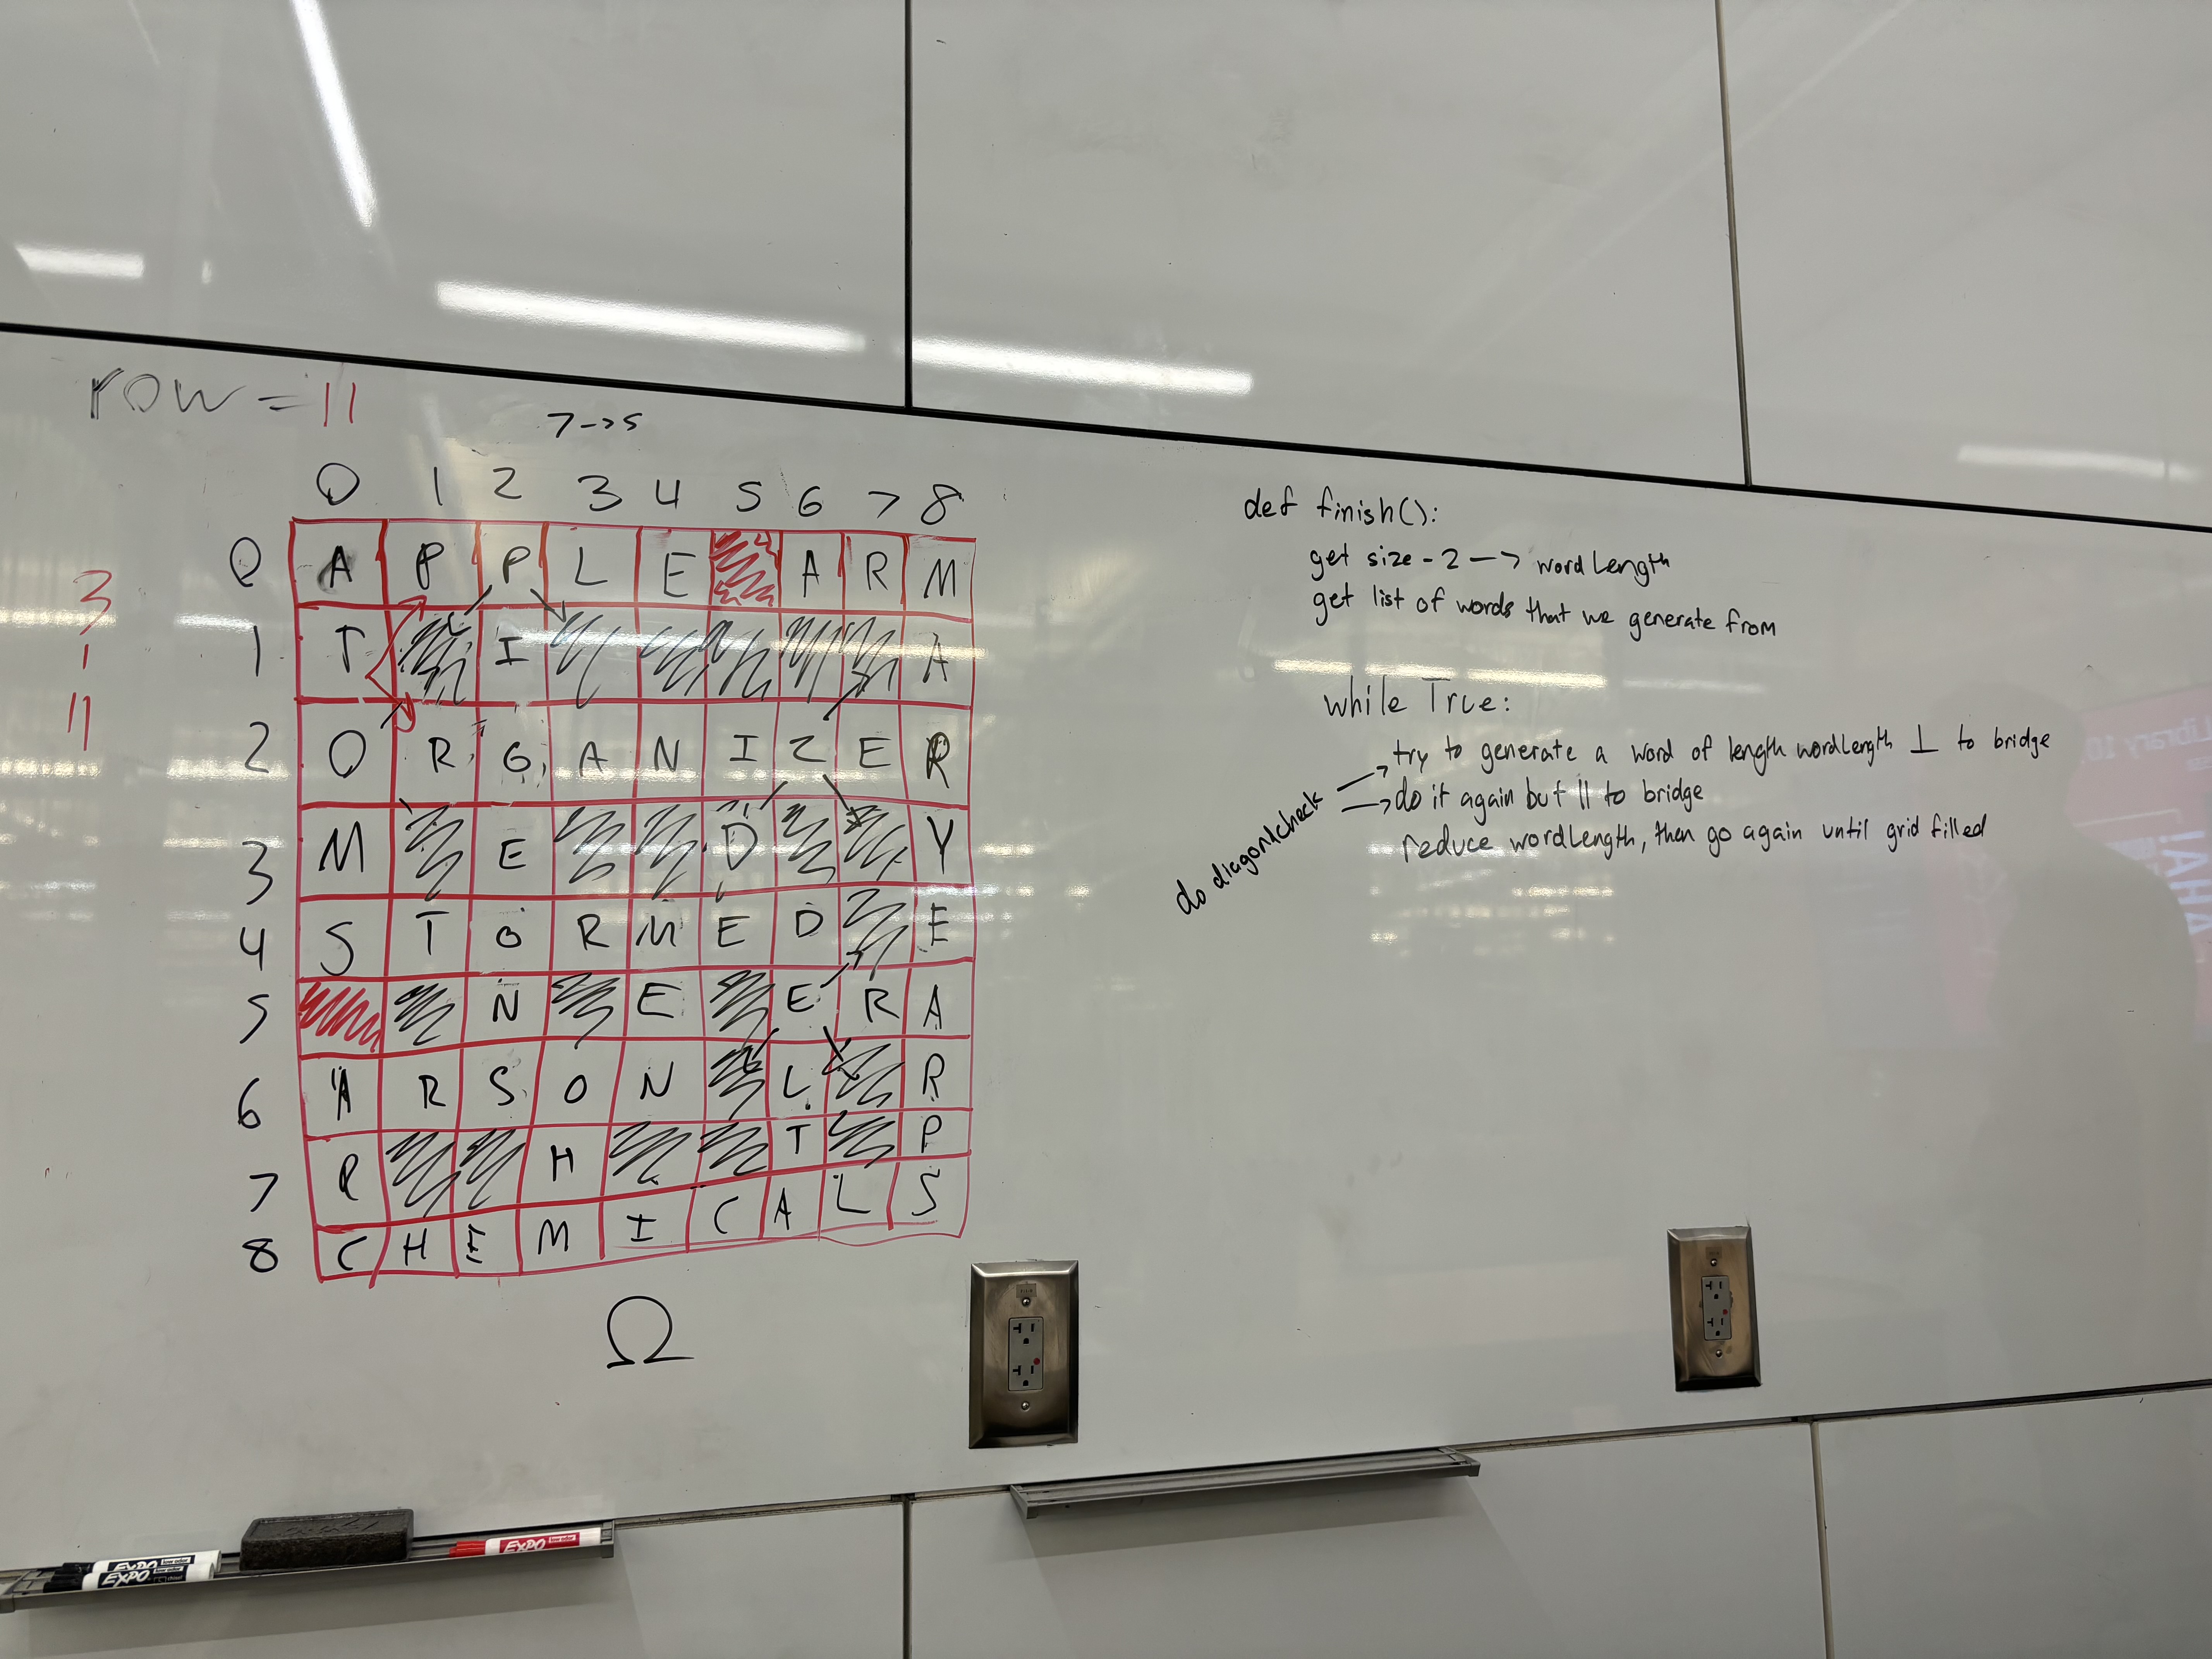 row = 11
7 -> 5
0 1 2 3 4 5 6 7 8
0 A P P L E A R M
3
1 T I A
1
11
2 O R G A N I Z E R
3 M E D Y
4 S T O R M E D E
5 N E E R A
6 A R S O N L R
7 H T P
8 C H E M I C A L S
Ω
def finish():
get size - 2 —> wordLength
get list of words that we generate from
while True:
try to generate a word of length wordLength ⊥ to bridge
do it again but || to bridge
reduce wordLength, then go again until grid filled
do diagonalcheck
EXPO
EXPO
EXPO
Library 10